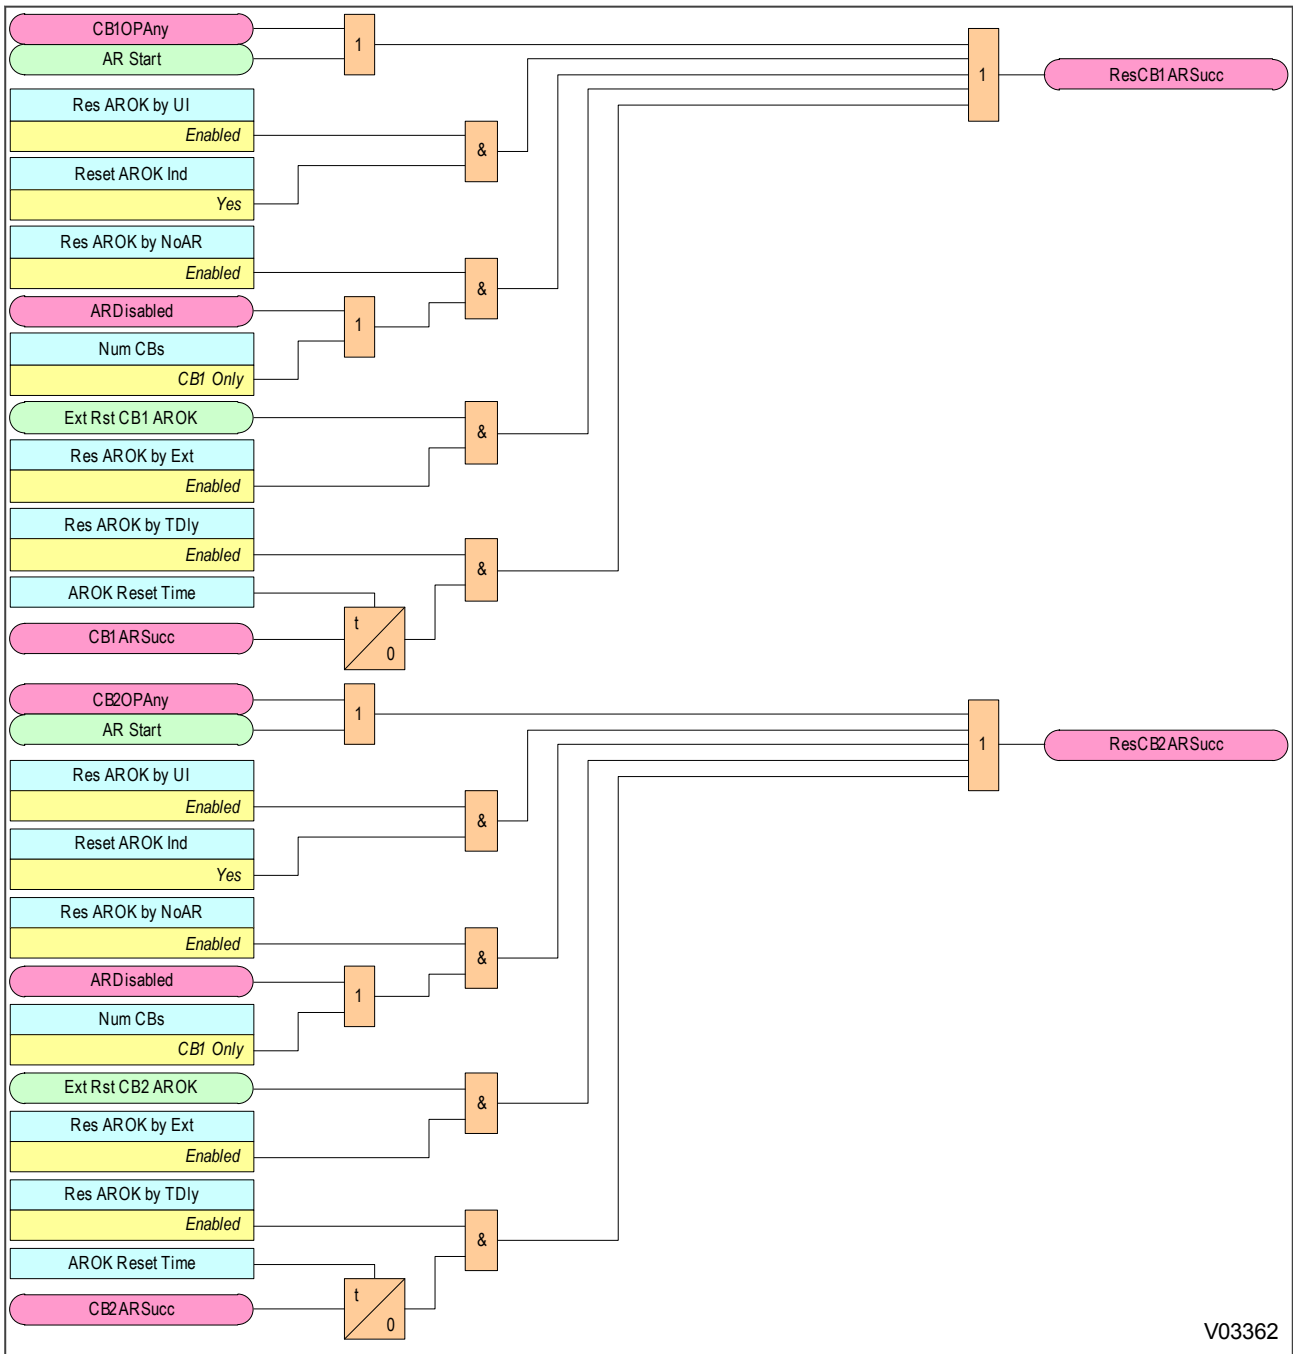 CB1OPAny
1
AR Start
1
ResCB1ARSucc
Res AROK by UI
Enabled
&
Reset AROK Ind
Yes
Res AROK by NoAR
Enabled
&
ARDisabled
1
Num CBs
CB1 Only
Ext Rst CB1 AROK
&
Res AROK by Ext
Enabled
Res AROK by TDly
Enabled
&
AROK Reset Time
t
0
CB1ARSucc
CB2OPAny
1
AR Start
1
ResCB2ARSucc
Res AROK by UI
Enabled
&
Reset AROK Ind
Yes
Res AROK by NoAR
Enabled
&
ARDisabled
1
Num CBs
CB1 Only
Ext Rst CB2 AROK
&
Res AROK by Ext
Enabled
Res AROK by TDly
Enabled
&
AROK Reset Time
t
0
CB2ARSucc
V03362